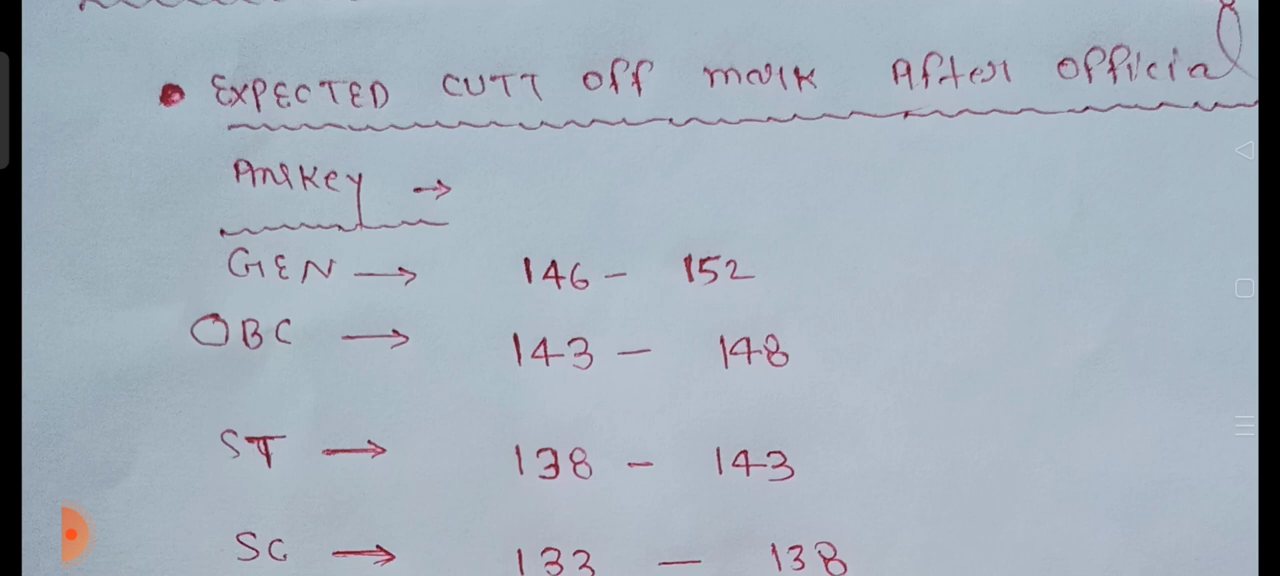 • EXPECTED CUTT off mark After official
Anskey →
GEN → 146 - 152
OBC → 143 - 148
ST → 138 - 143
SC → 133 - 138